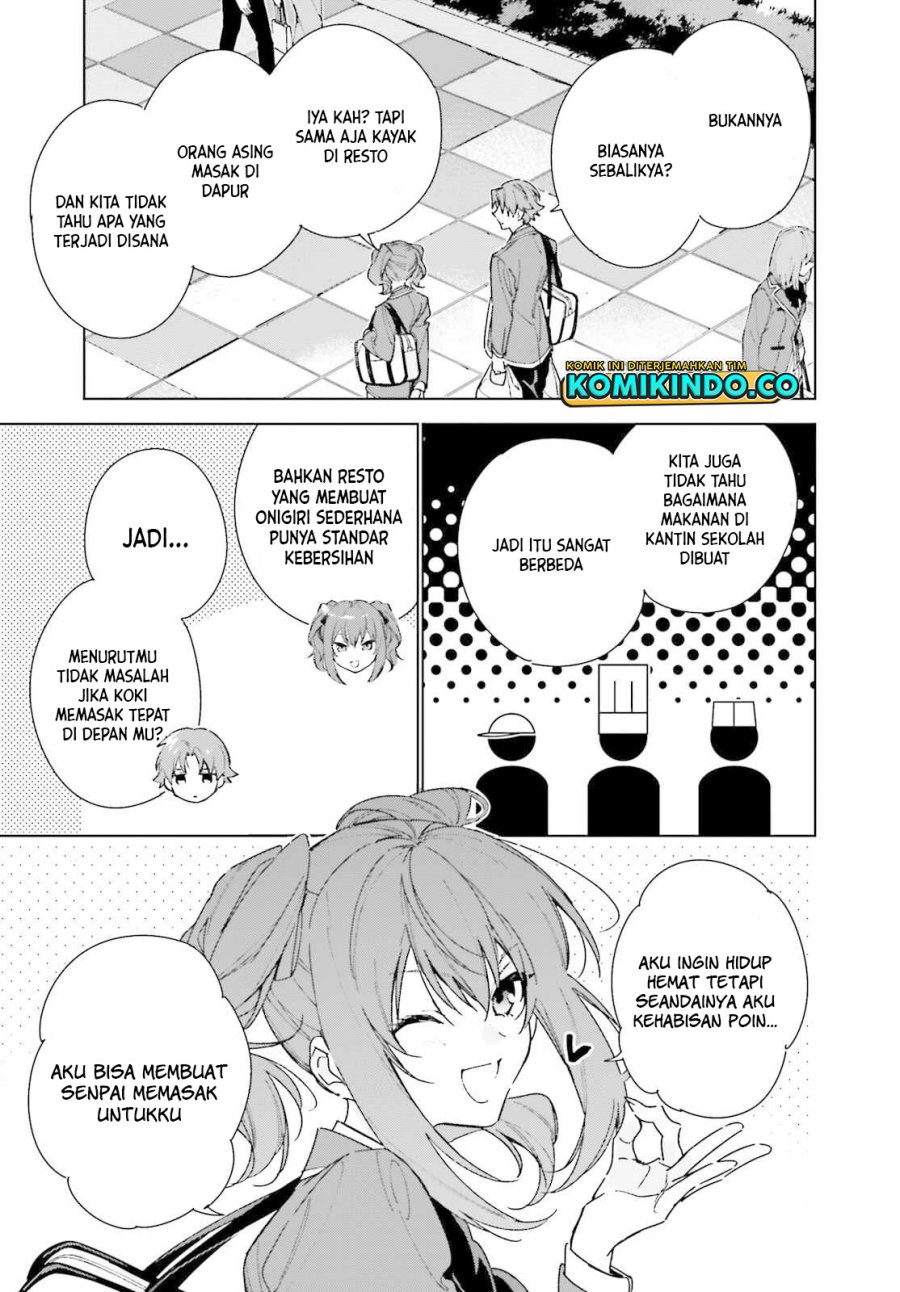 BUKANNYA
BIASANYA
SEBALIKYA?
IYA KAH? TAPI
SAMA AJA KAYAK
DI RESTO
ORANG ASING
MASAK DI
DAPUR
DAN KITA TIDAK
TAHU APA YANG
TERJADI DISANA
KOMIK INI DITERJEMAHKAN TIM
KOMIKINDO.CO
KITA JUGA
TIDAK TAHU
BAGAIMANA
MAKANAN DI
KANTIN SEKOLAH
DIBUAT
JADI ITU SANGAT
BERBEDA
BAHKAN RESTO
YANG MEMBUAT
ONIGIRI SEDERHANA
PUNYA STANDAR
KEBERSIHAN
JADI...
MENURUTMU
TIDAK MASALAH
JIKA KOKI
MEMASAK TEPAT
DI DEPAN MU?
AKU INGIN HIDUP
HEMAT TETAPI
SEANDAINYA AKU
KEHABISAN POIN...
AKU BISA MEMBUAT
SENPAI MEMASAK
UNTUKKU